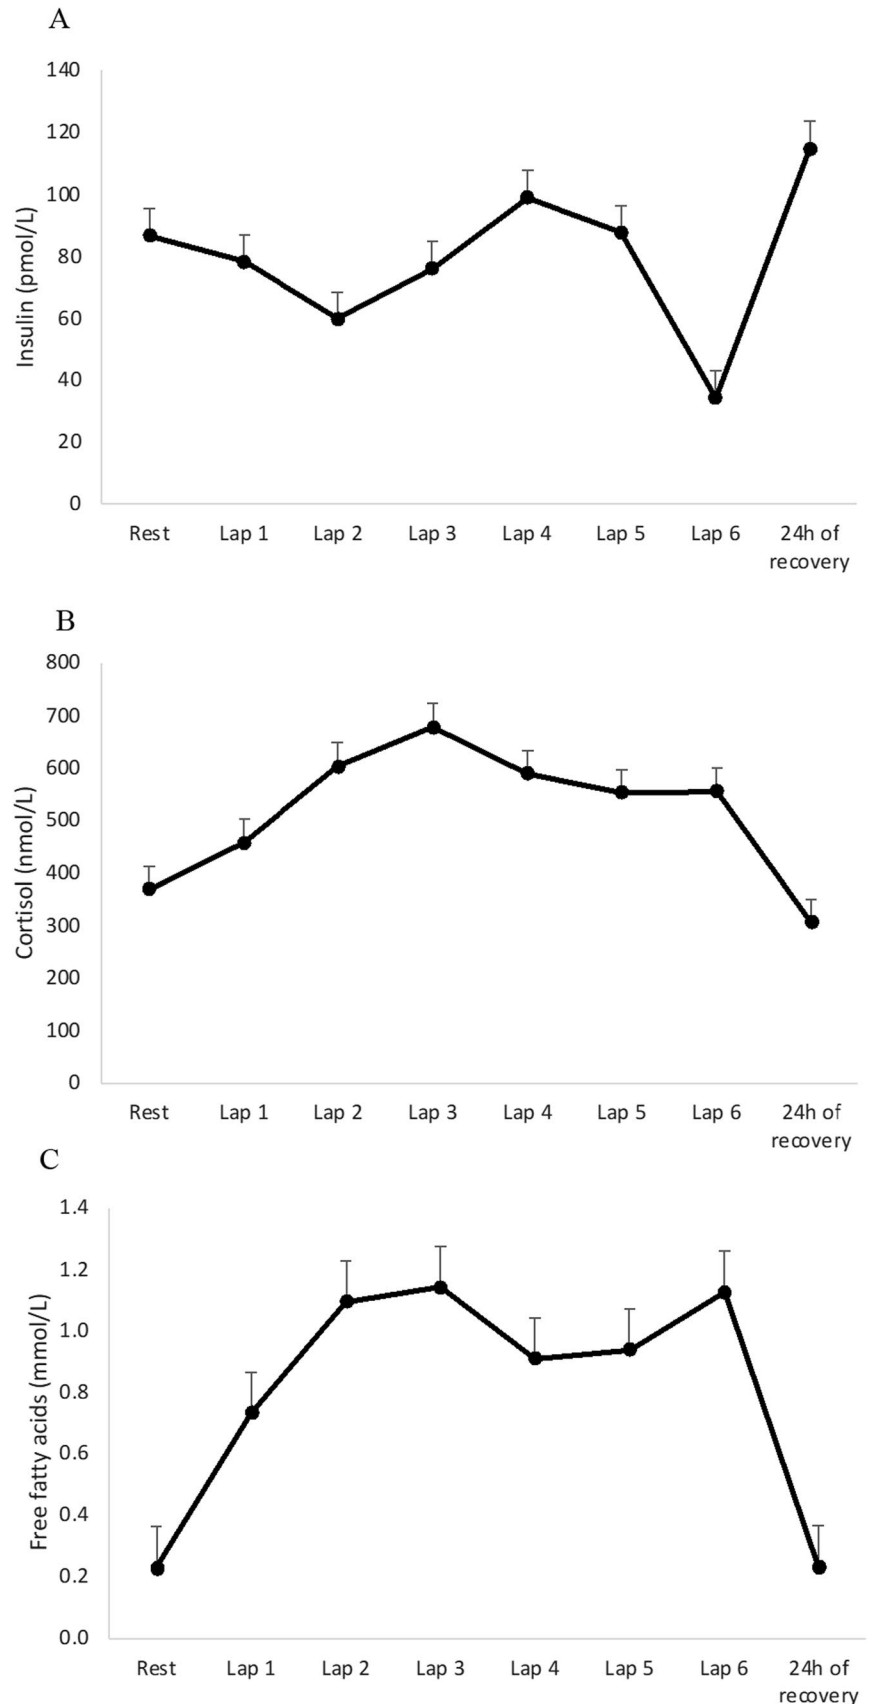 A
Insulin (pmol/L)
140
120
100
80
60
40
20
0
Rest Lap 1 Lap 2 Lap 3 Lap 4 Lap 5 Lap 6 24h of
recovery
B
Cortisol (nmol/L)
800
700
600
500
400
300
200
100
0
Rest Lap 1 Lap 2 Lap 3 Lap 4 Lap 5 Lap 6 24h of
recovery
C
Free fatty acids (mmol/L)
1.4
1.2
1.0
0.8
0.6
0.4
0.2
0.0
Rest Lap 1 Lap 2 Lap 3 Lap 4 Lap 5 Lap 6 24h of
recovery